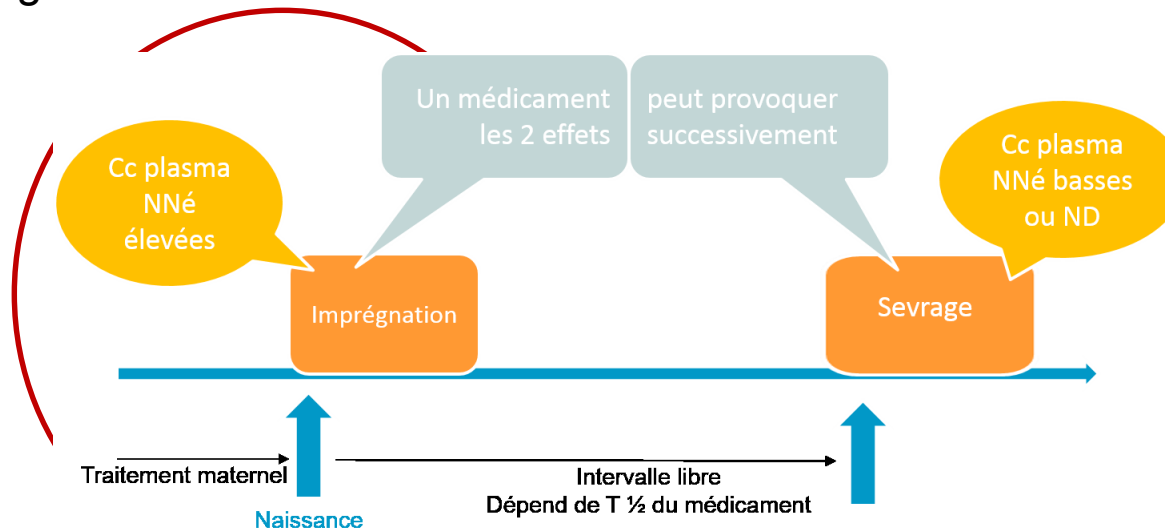 Un médicament
les 2 effets
peut provoquer
successivement
Cc plasma
NNé
élevées
Cc plasma
NNé basses
ou ND
Imprégnation
Sevrage
Traitement maternel
Intervalle libre
Dépend de T ½ du médicament
Naissance